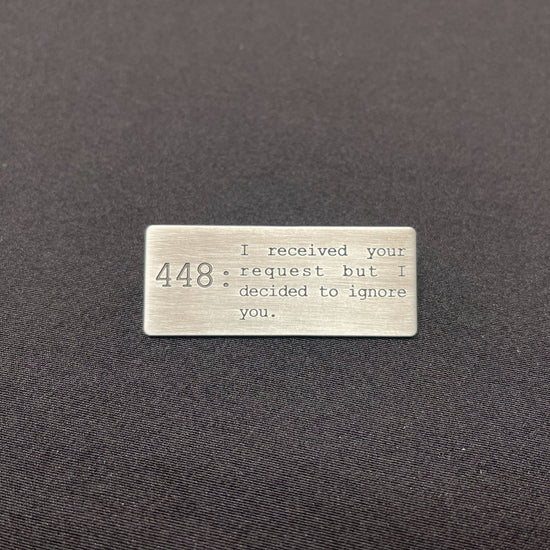 448:
I received your
request but I
decided to ignore
you.